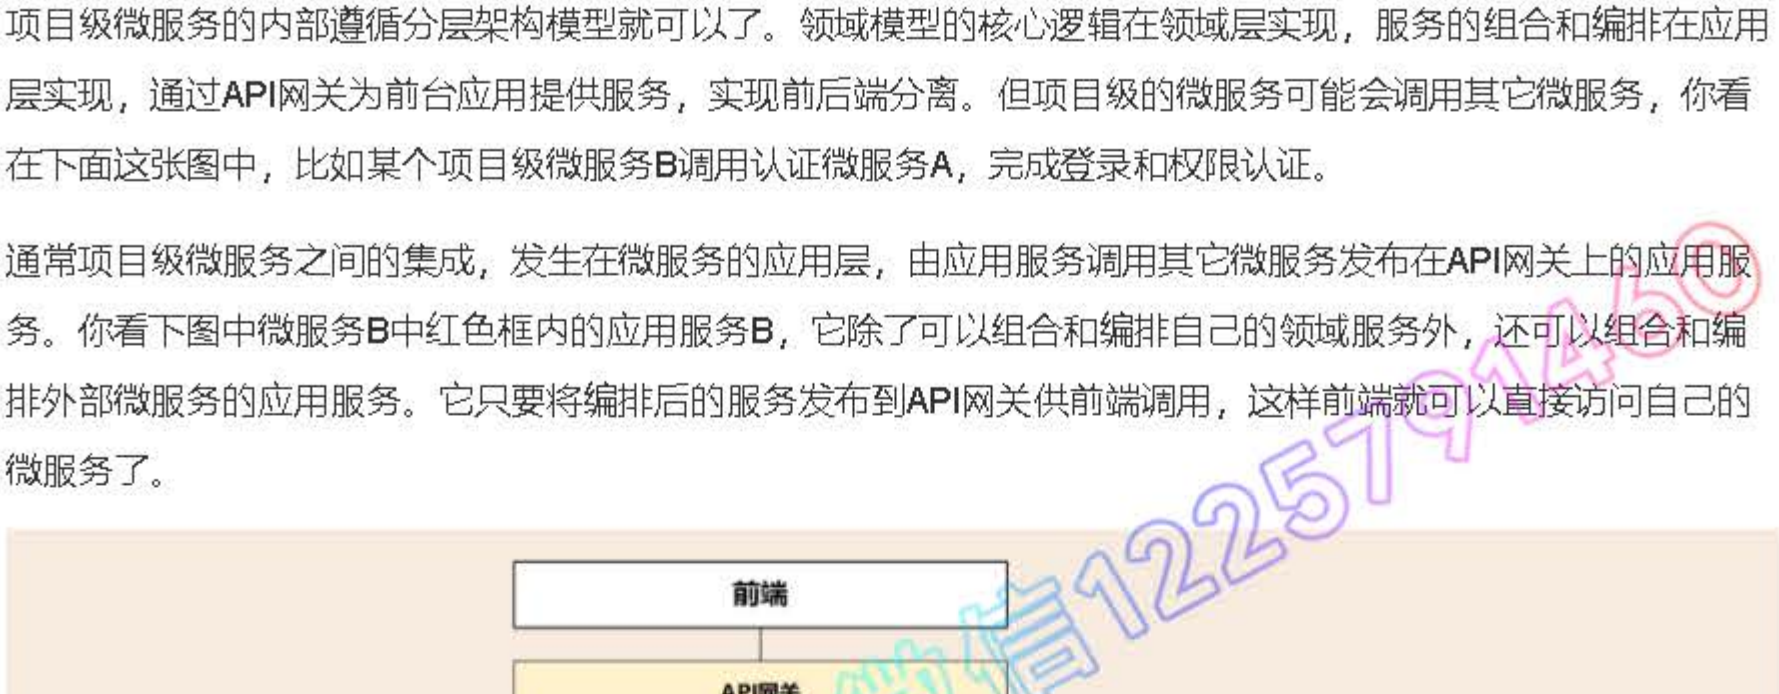 项目级微服务的内部遵循分层架构模型就可以了。领域模型的核心逻辑在领域层实现，服务的组合和编排在应用
层实现，通过API网关为前台应用提供服务，实现前后端分离。但项目级的微服务可能会调用其它微服务，你看
在下面这张图中，比如某个项目级微服务B调用认证微服务A，完成登录和权限认证。
通常项目级微服务之间的集成，发生在微服务的应用层，由应用服务调用其它微服务发布在API网关上的应用服
务。你看下图中微服务B中红色框内的应用服务B，它除了可以组合和编排自己的领域服务外，还可以组合和编
排外部微服务的应用服务。它只要将编排后的服务发布到API网关供前端调用，这样前端就可以直接访问自己的
微服务了。
前端
API网关
微信1225791460